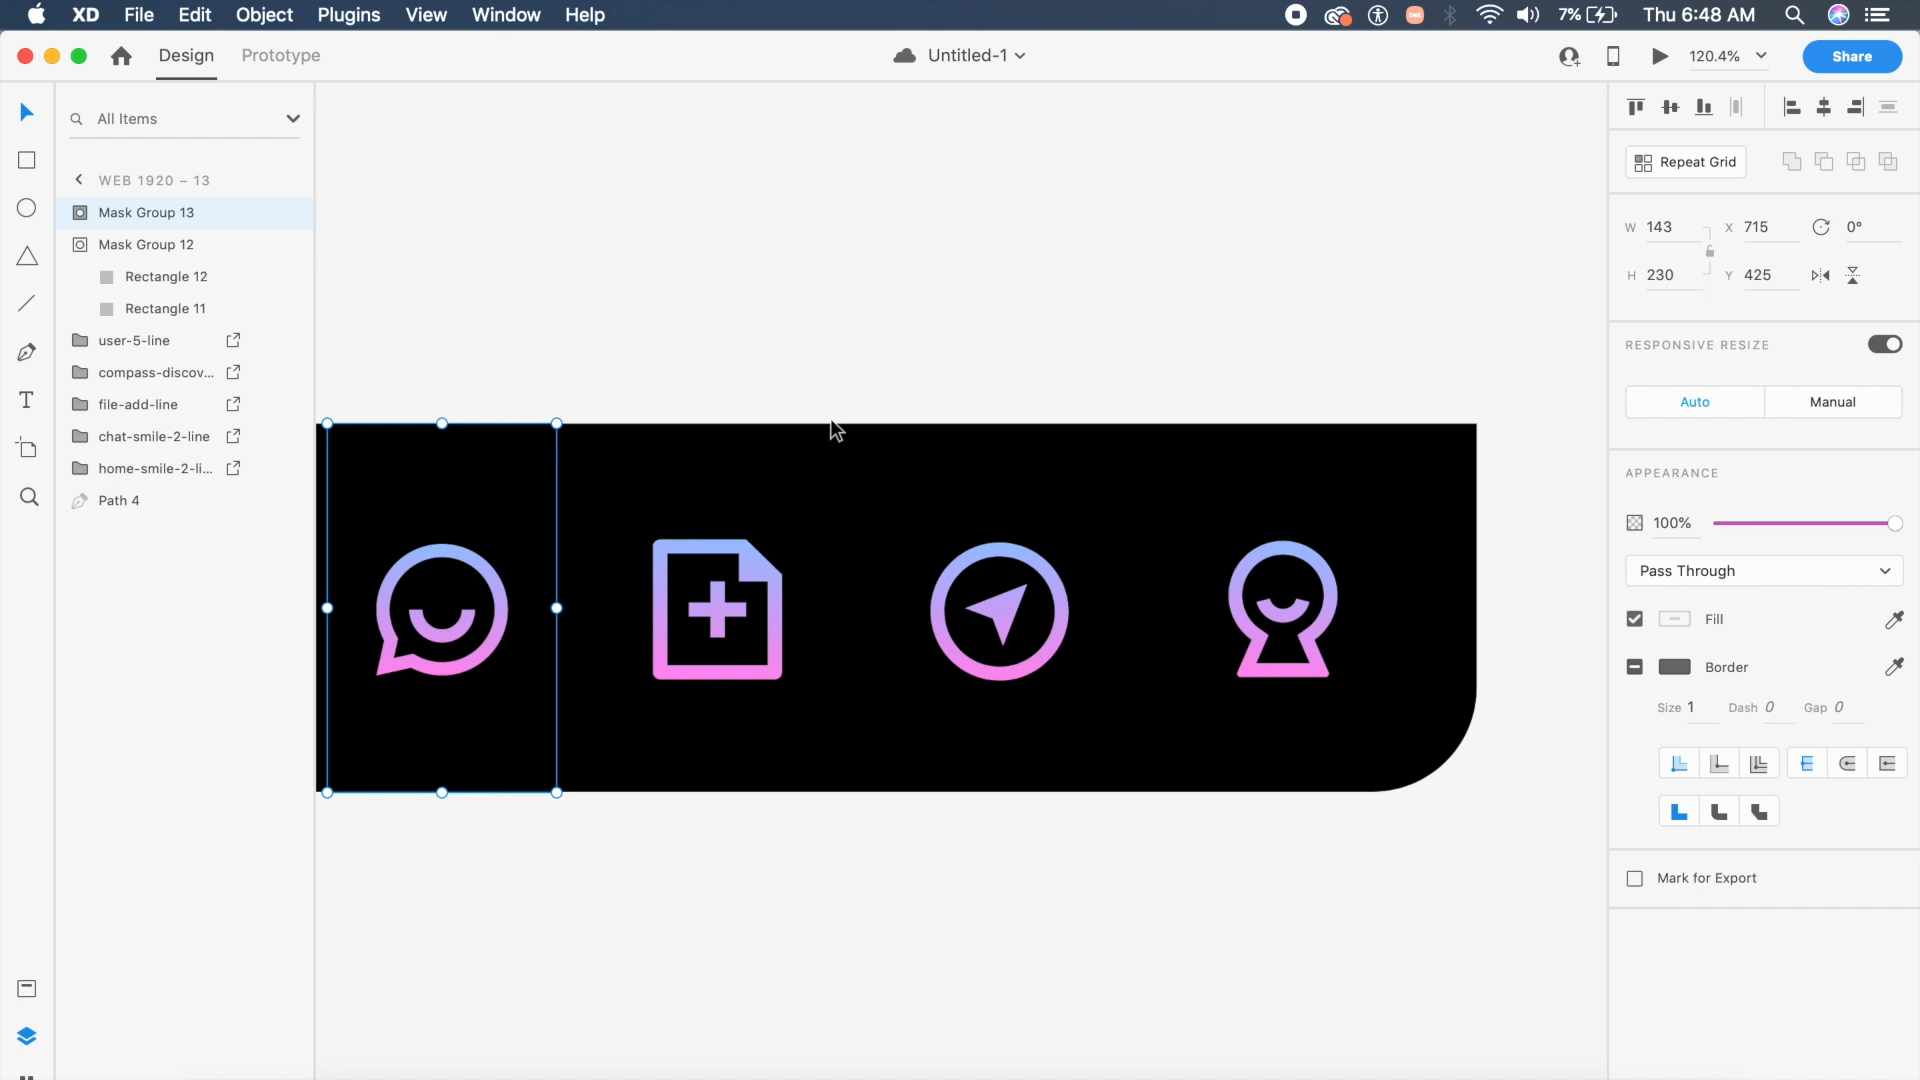 XD File Edit Object Plugins View Window Help 7% Thu 6:48 AM
Design Prototype Untitled-1 120.4% Share
All Items
WEB 1920 – 13
Mask Group 13
Mask Group 12
Rectangle 12
Rectangle 11
user-5-line
compass-discov...
file-add-line
chat-smile-2-line
home-smile-2-li...
Path 4
Repeat Grid
W 143 X 715 0°
H 230 Y 425
RESPONSIVE RESIZE
Auto Manual
APPEARANCE
100%
Pass Through
Fill
Border
Size 1 Dash 0 Gap 0
Mark for Export